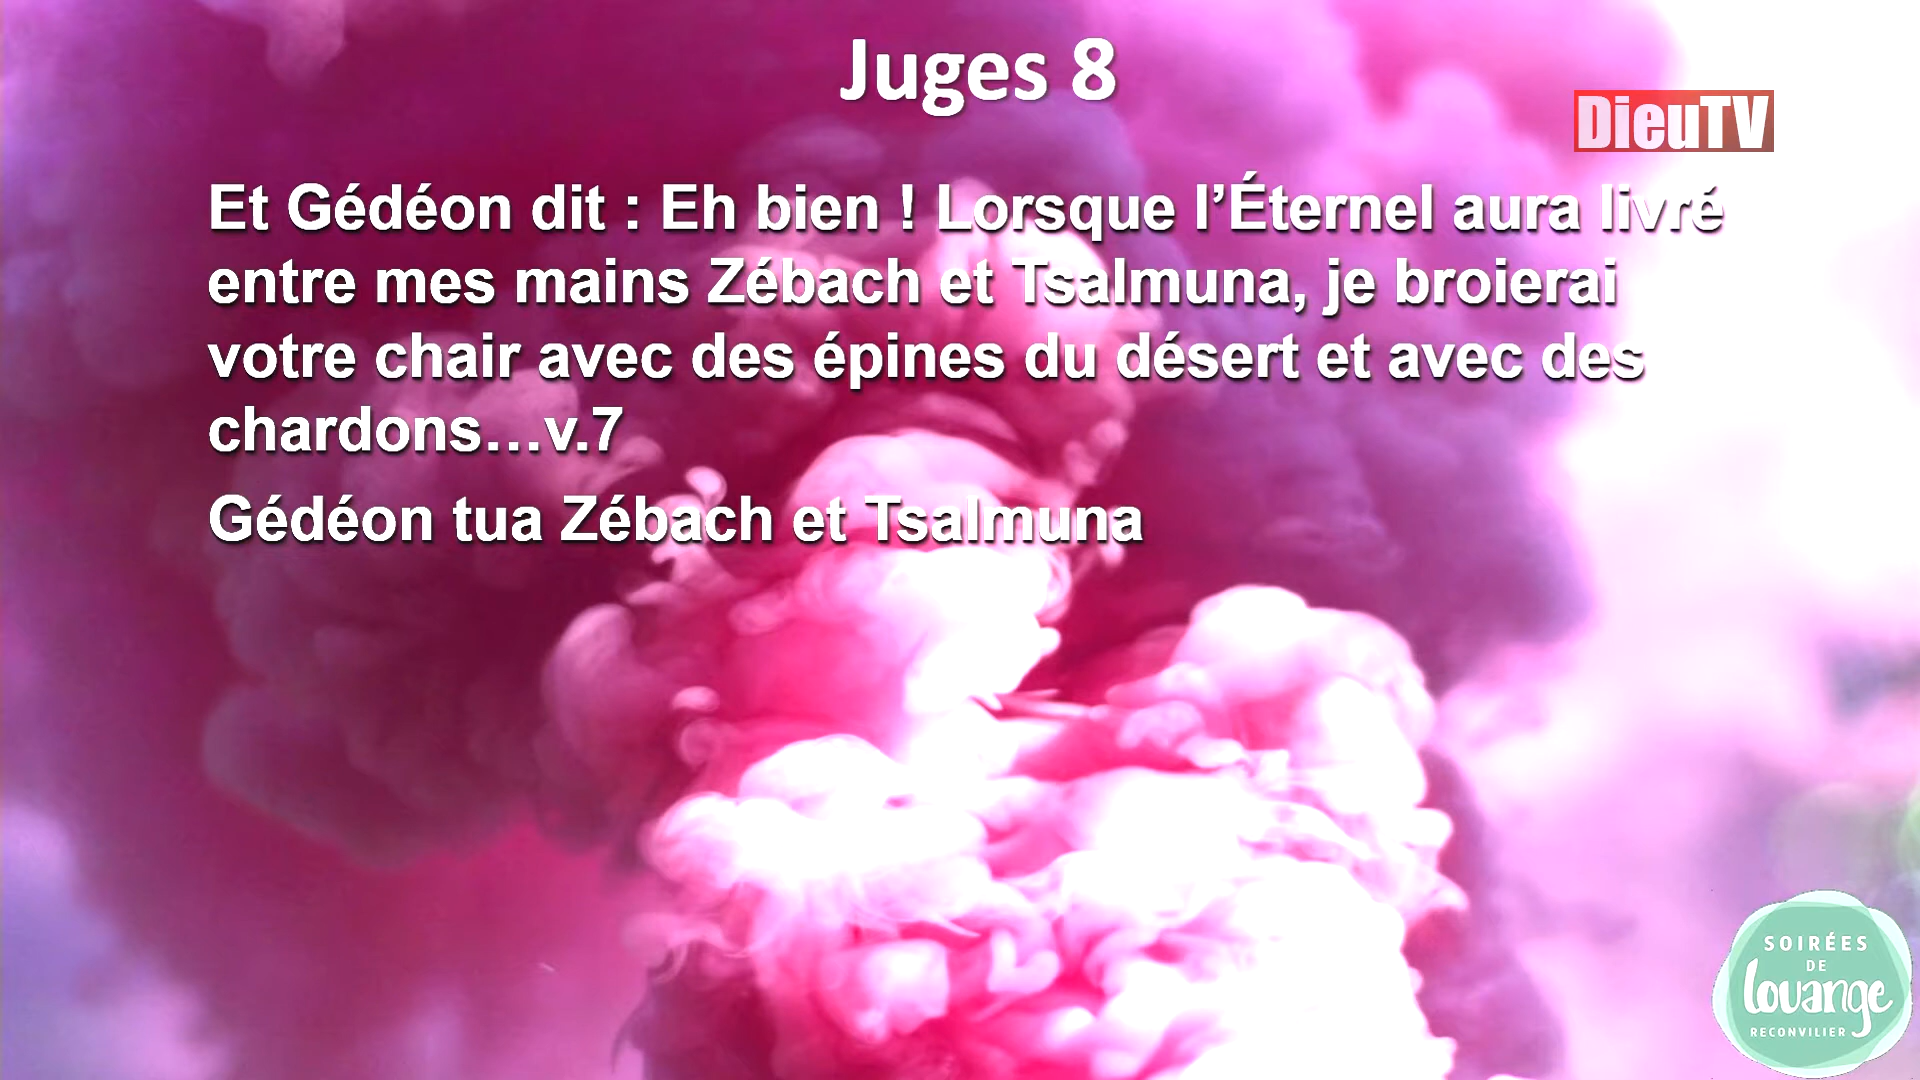 Juges 8
DieuTV
Et Gédéon dit : Eh bien ! Lorsque l’Éternel aura livré
entre mes mains Zébach et Tsalmuna, je broierai
votre chair avec des épines du désert et avec des
chardons…v.7
Gédéon tua Zébach et Tsalmuna
SOIRÉES
DE
louange
RECONVILIER